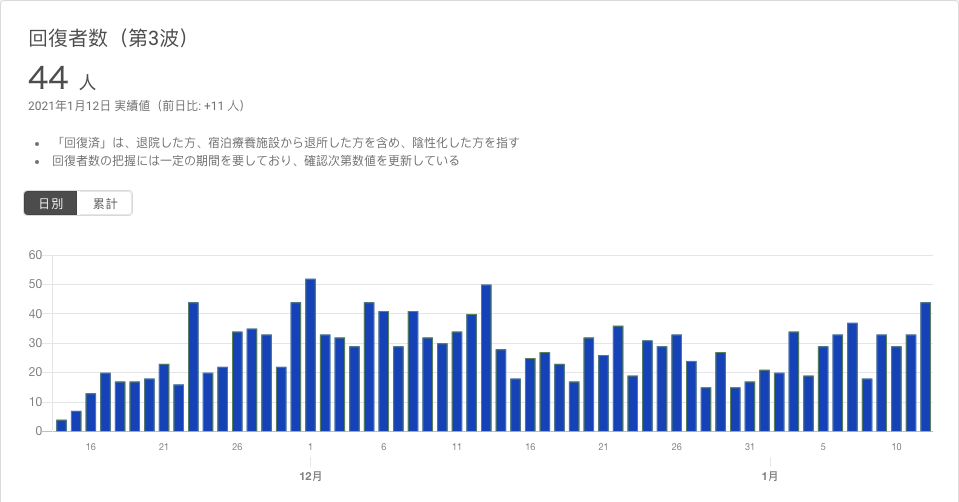 回復者数（第3波）
44 人
2021年1月12日 実績値（前日比: +11 人）
• 「回復済」は、退院した方、宿泊療養施設から退所した方を含め、陰性化した方を指す
• 回復者数の把握には一定の期間を要しており、確認次第数値を更新している
日別 累計
60
50
40
30
20
10
0
16 21 26 1 6 11 16 21 26 31 5 10
12月 1月